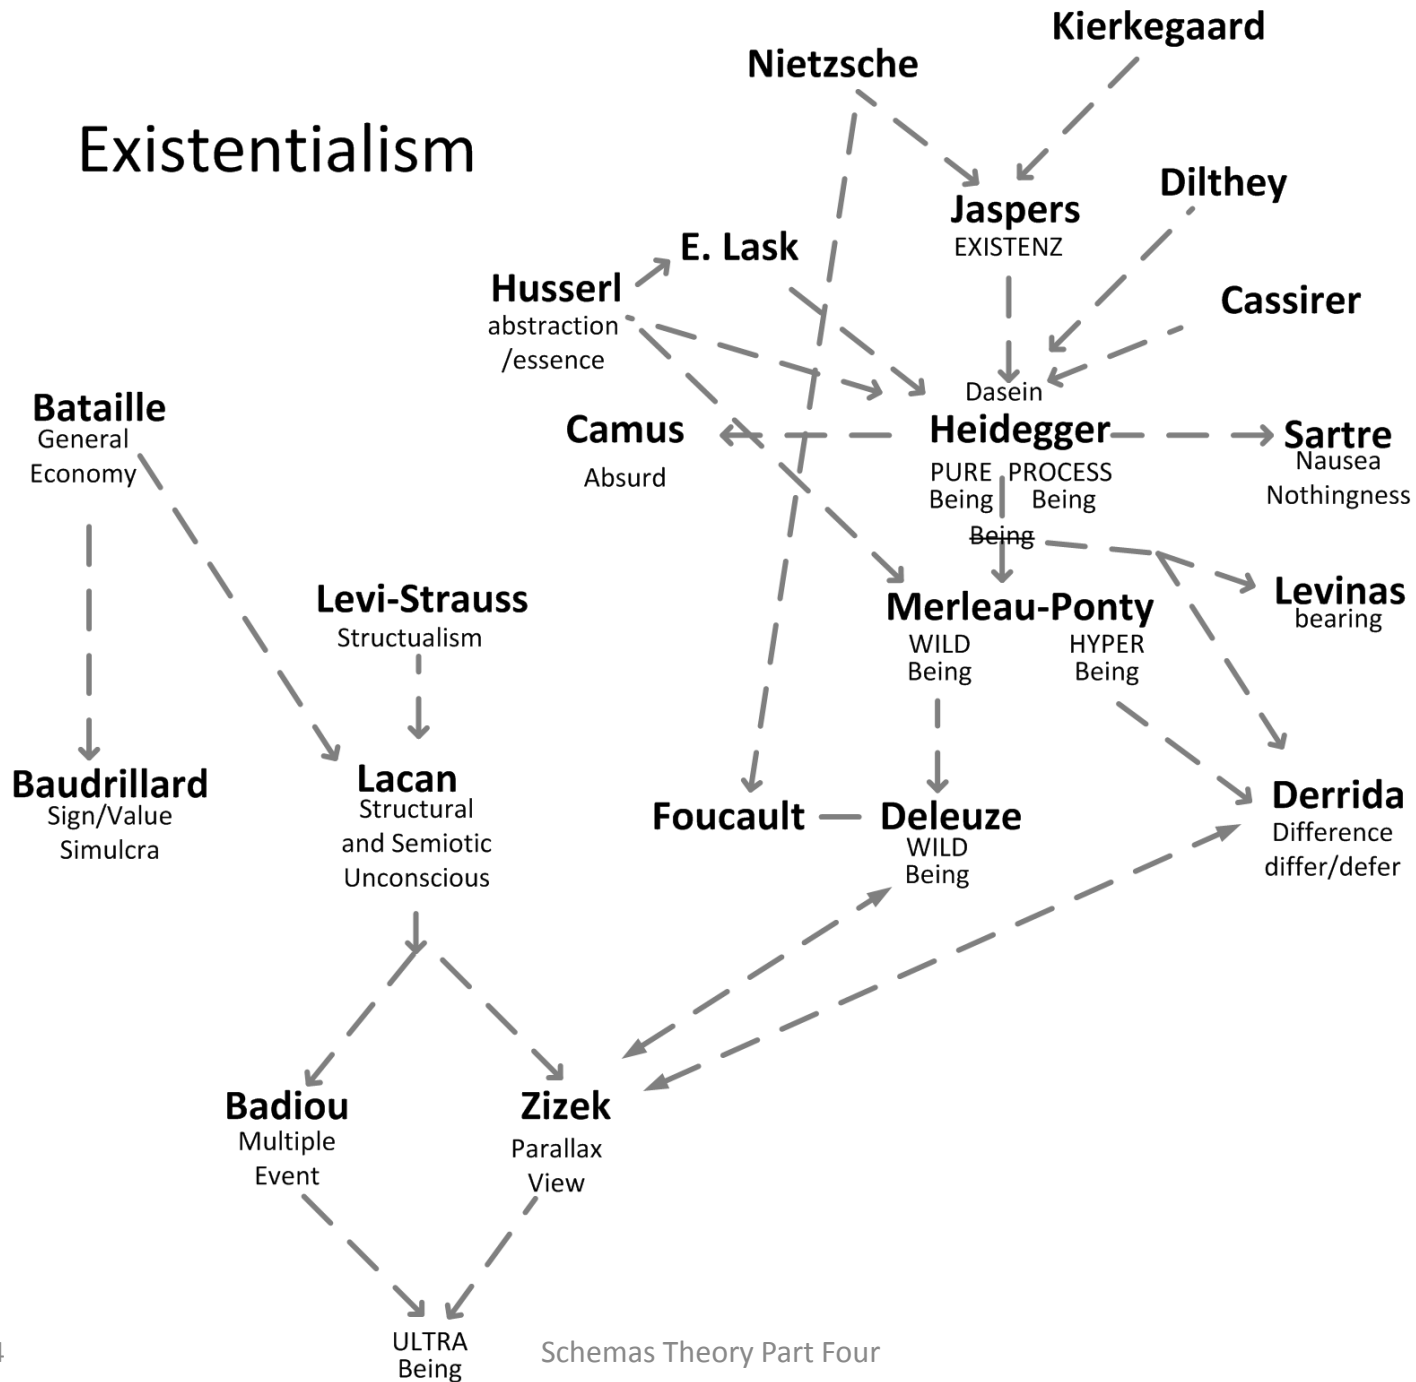 Existentialism
Kierkegaard
Nietzsche
Dilthey
Jaspers
EXISTENZ
E. Lask
Husserl
abstraction
/essence
Cassirer
Bataille
General
Economy
Camus
Absurd
Dasein
Heidegger
PURE PROCESS
Being Being
Being
Sartre
Nausea
Nothingness
Levi-Strauss
Structualism
Merleau-Ponty
WILD HYPER
Being Being
Levinas
bearing
Baudrillard
Sign/Value
Simulcra
Lacan
Structural
and Semiotic
Unconscious
Foucault
Deleuze
WILD
Being
Derrida
Difference
differ/defer
Badiou
Multiple
Event
Zizek
Parallax
View
ULTRA
Being
4
Schemas Theory Part Four